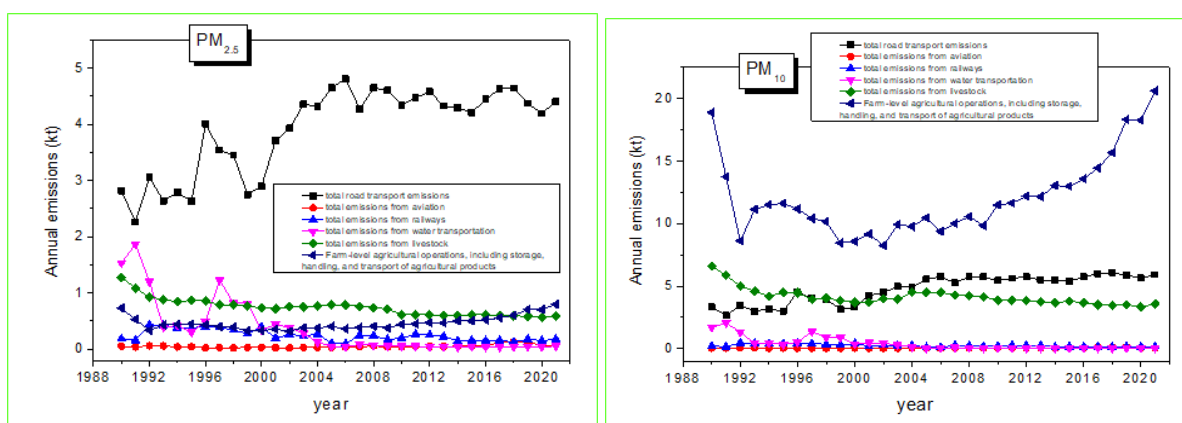 PM2.5
Annual emissions (kt)
5
4
3
2
1
0
total road transport emissions
total emissions from aviation
total emissions from railways
total emissions from water transportation
total emissions from livestock
Farm-level agricultural operations, including storage,
handling, and transport of agricultural products
1988 1992 1996 2000 2004 2008 2012 2016 2020
year
PM10
total road transport emissions
total emissions from aviation
total emissions from railways
total emissions from water transportation
total emissions from livestock
Farm-level agricultural operations, including storage,
handling, and transport of agricultural products
Annual emissions (kt)
20
15
10
5
0
1988 1992 1996 2000 2004 2008 2012 2016 2020
year